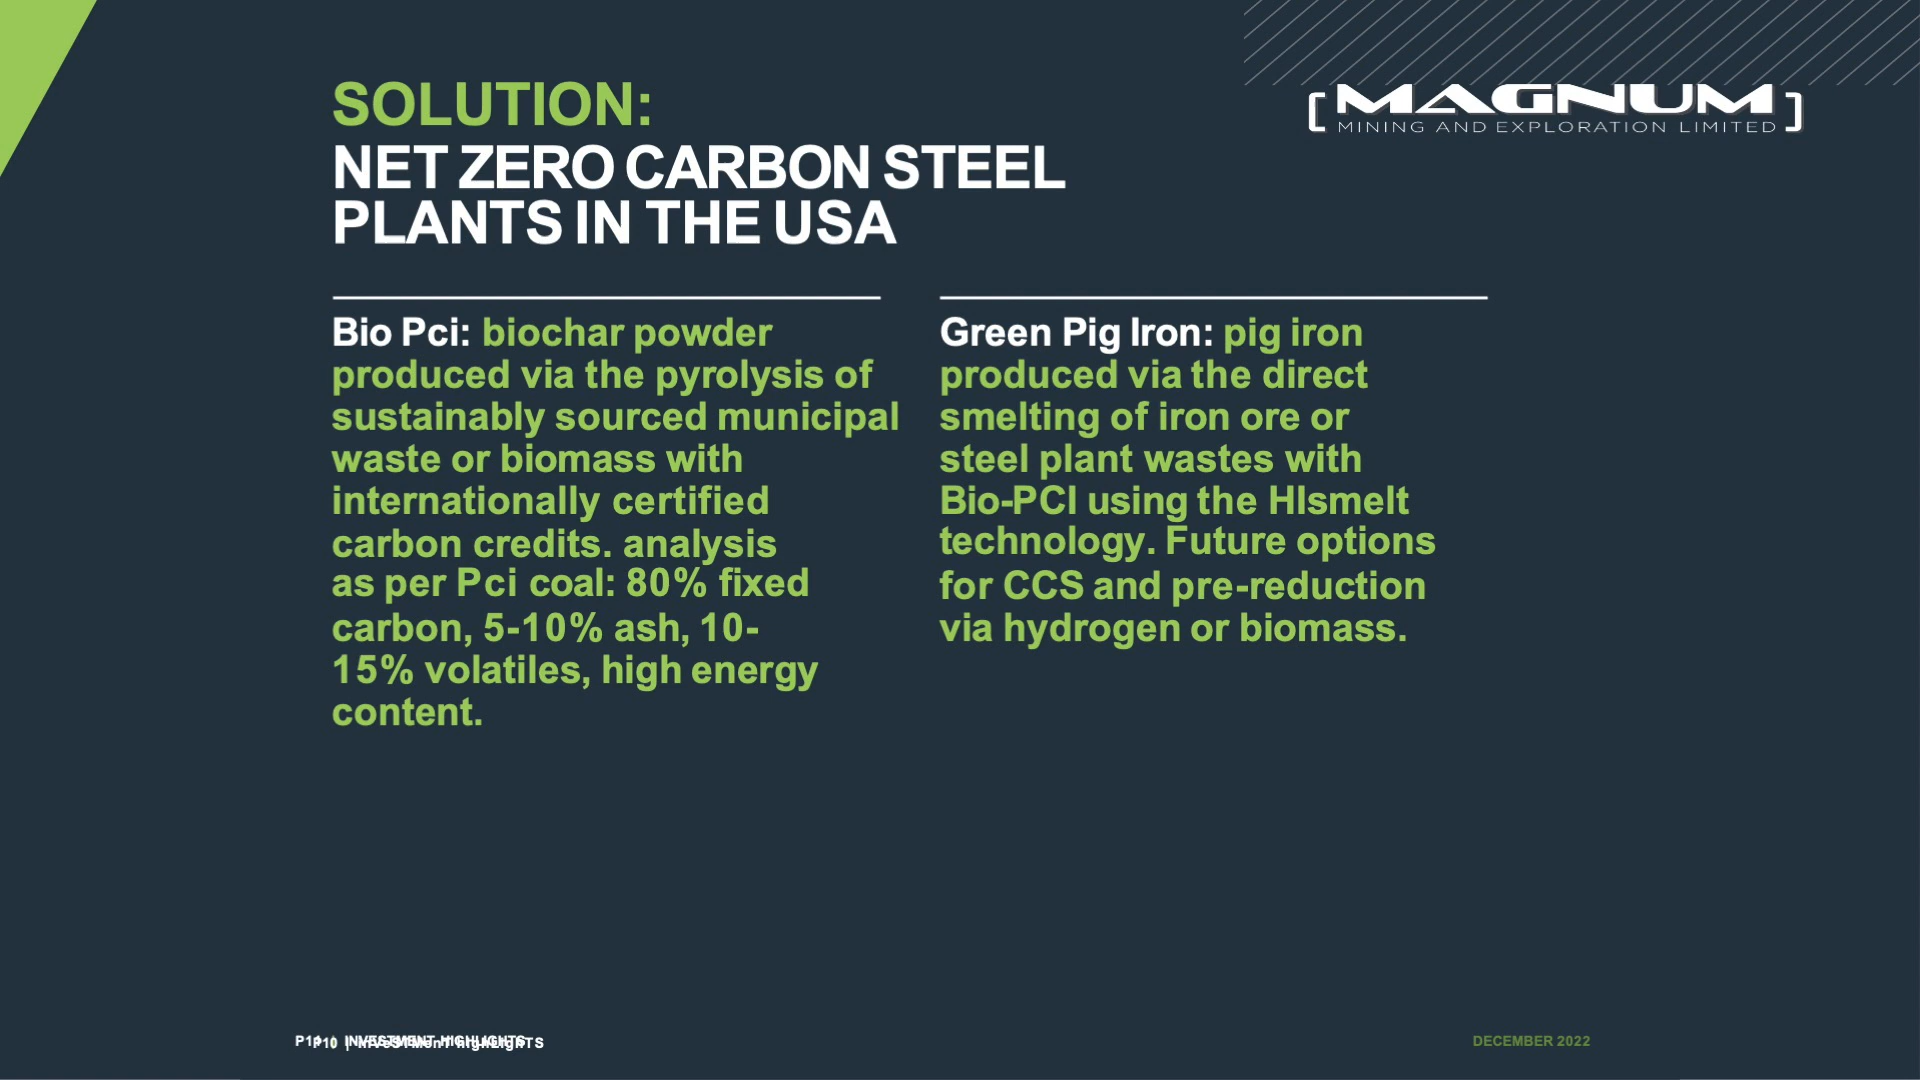 SOLUTION:
NET ZERO CARBON STEEL
PLANTS IN THE USA
[MAGNUM]
MINING AND EXPLORATION LIMITED
Bio Pci: biochar powder
produced via the pyrolysis of
sustainably sourced municipal
waste or biomass with
internationally certified
carbon credits. analysis
as per Pci coal: 80% fixed
carbon, 5-10% ash, 10-
15% volatiles, high energy
content.
Green Pig Iron: pig iron
produced via the direct
smelting of iron ore or
steel plant wastes with
Bio-PCI using the HIsmelt
technology. Future options
for CCS and pre-reduction
via hydrogen or biomass.
P10 | INVESTMENT HIGHLIGHTS
DECEMBER 2022